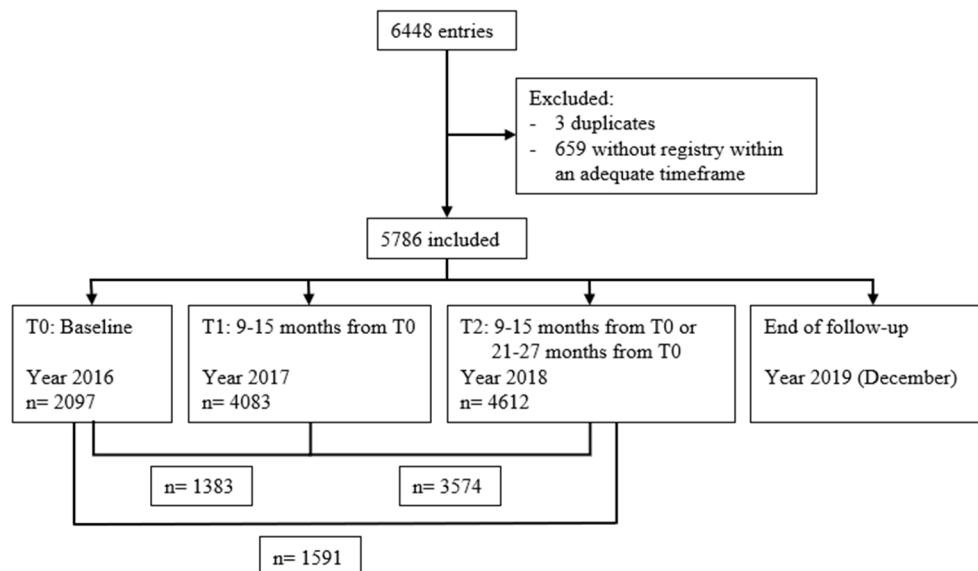 6448 entries
Excluded:
- 3 duplicates
- 659 without registry within
an adequate timeframe
5786 included
T0: Baseline
Year 2016
n= 2097
T1: 9-15 months from T0
Year 2017
n= 4083
T2: 9-15 months from T0 or
21-27 months from T0
Year 2018
n= 4612
End of follow-up
Year 2019 (December)
n= 1383
n= 3574
n= 1591